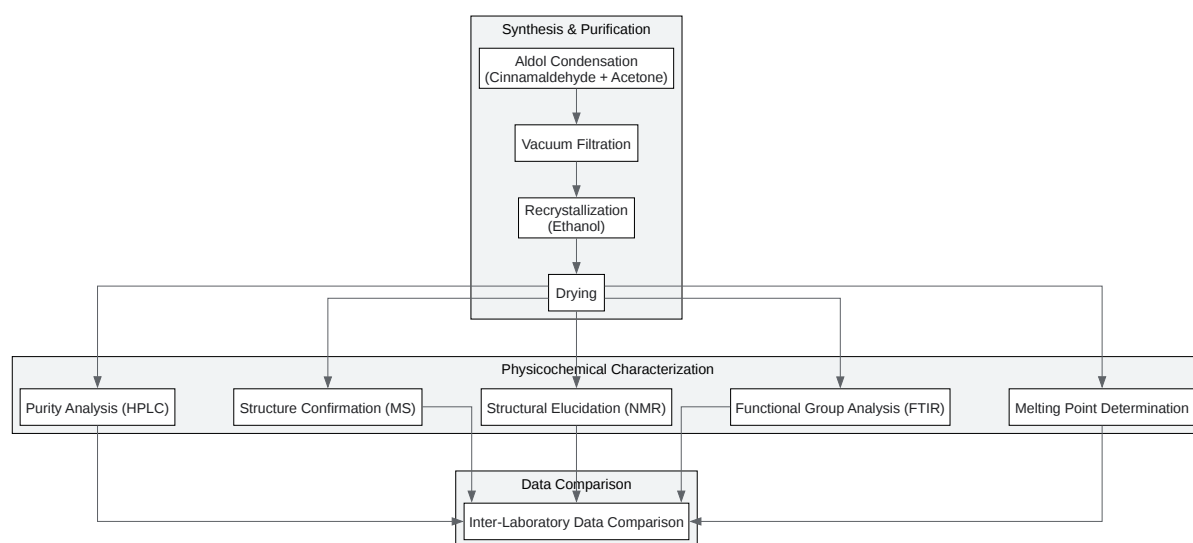 Synthesis & Purification
Aldol Condensation
(Cinnamaldehyde + Acetone)
Vacuum Filtration
Recrystallization
(Ethanol)
Drying
Physicochemical Characterization
Purity Analysis (HPLC)
Structure Confirmation (MS)
Structural Elucidation (NMR)
Functional Group Analysis (FTIR)
Melting Point Determination
Data Comparison
Inter-Laboratory Data Comparison